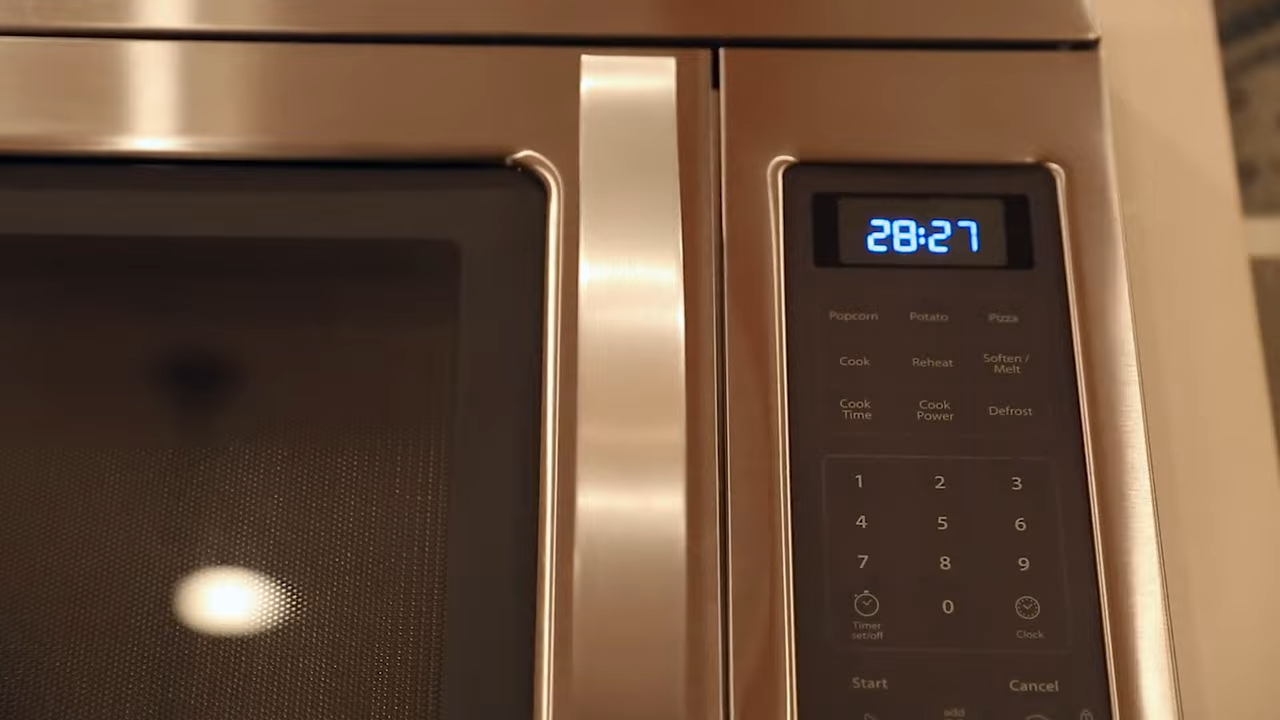 28:27
Popcorn Potato Pizza
Cook Reheat Soften / Melt
Cook Time Cook Power Defrost
1 2 3
4 5 6
7 8 9
0
Timer set/off Clock
Start Cancel
add